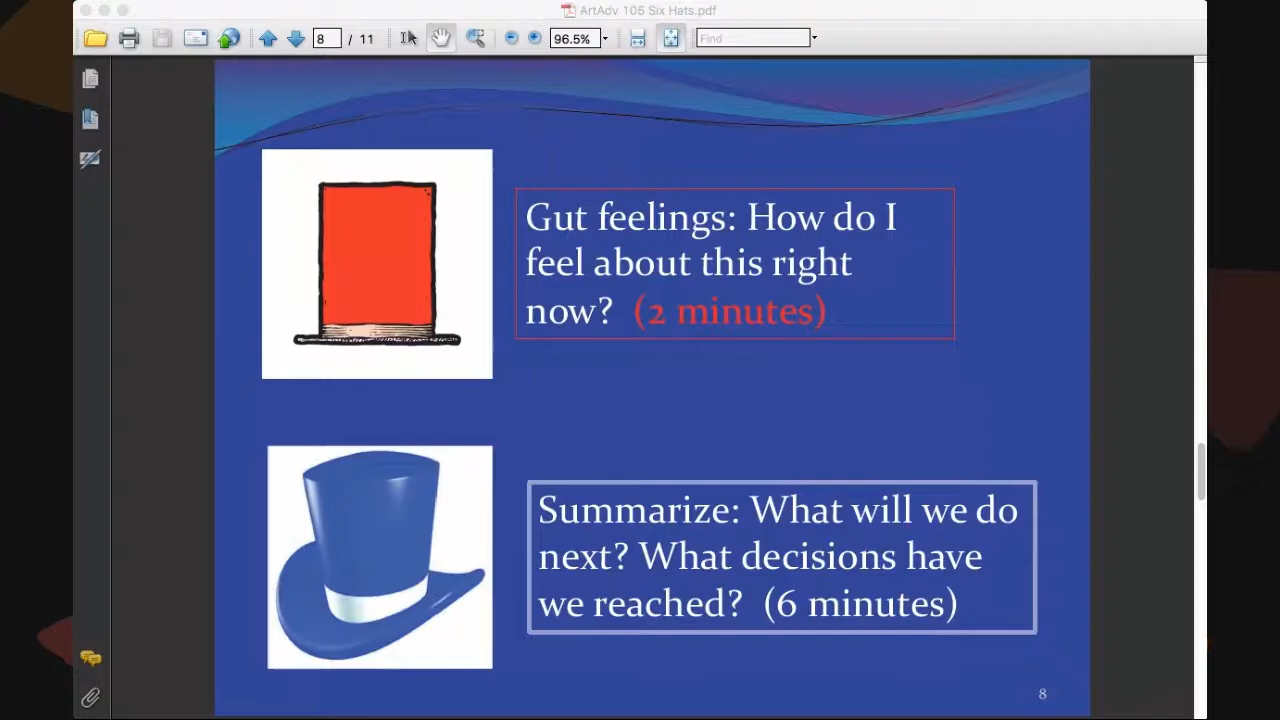 ArtAdv 105 Six Hats.pdf
8 / 11
96.5%
Find
Gut feelings: How do I
feel about this right
now? (2 minutes)
Summarize: What will we do
next? What decisions have
we reached? (6 minutes)
8